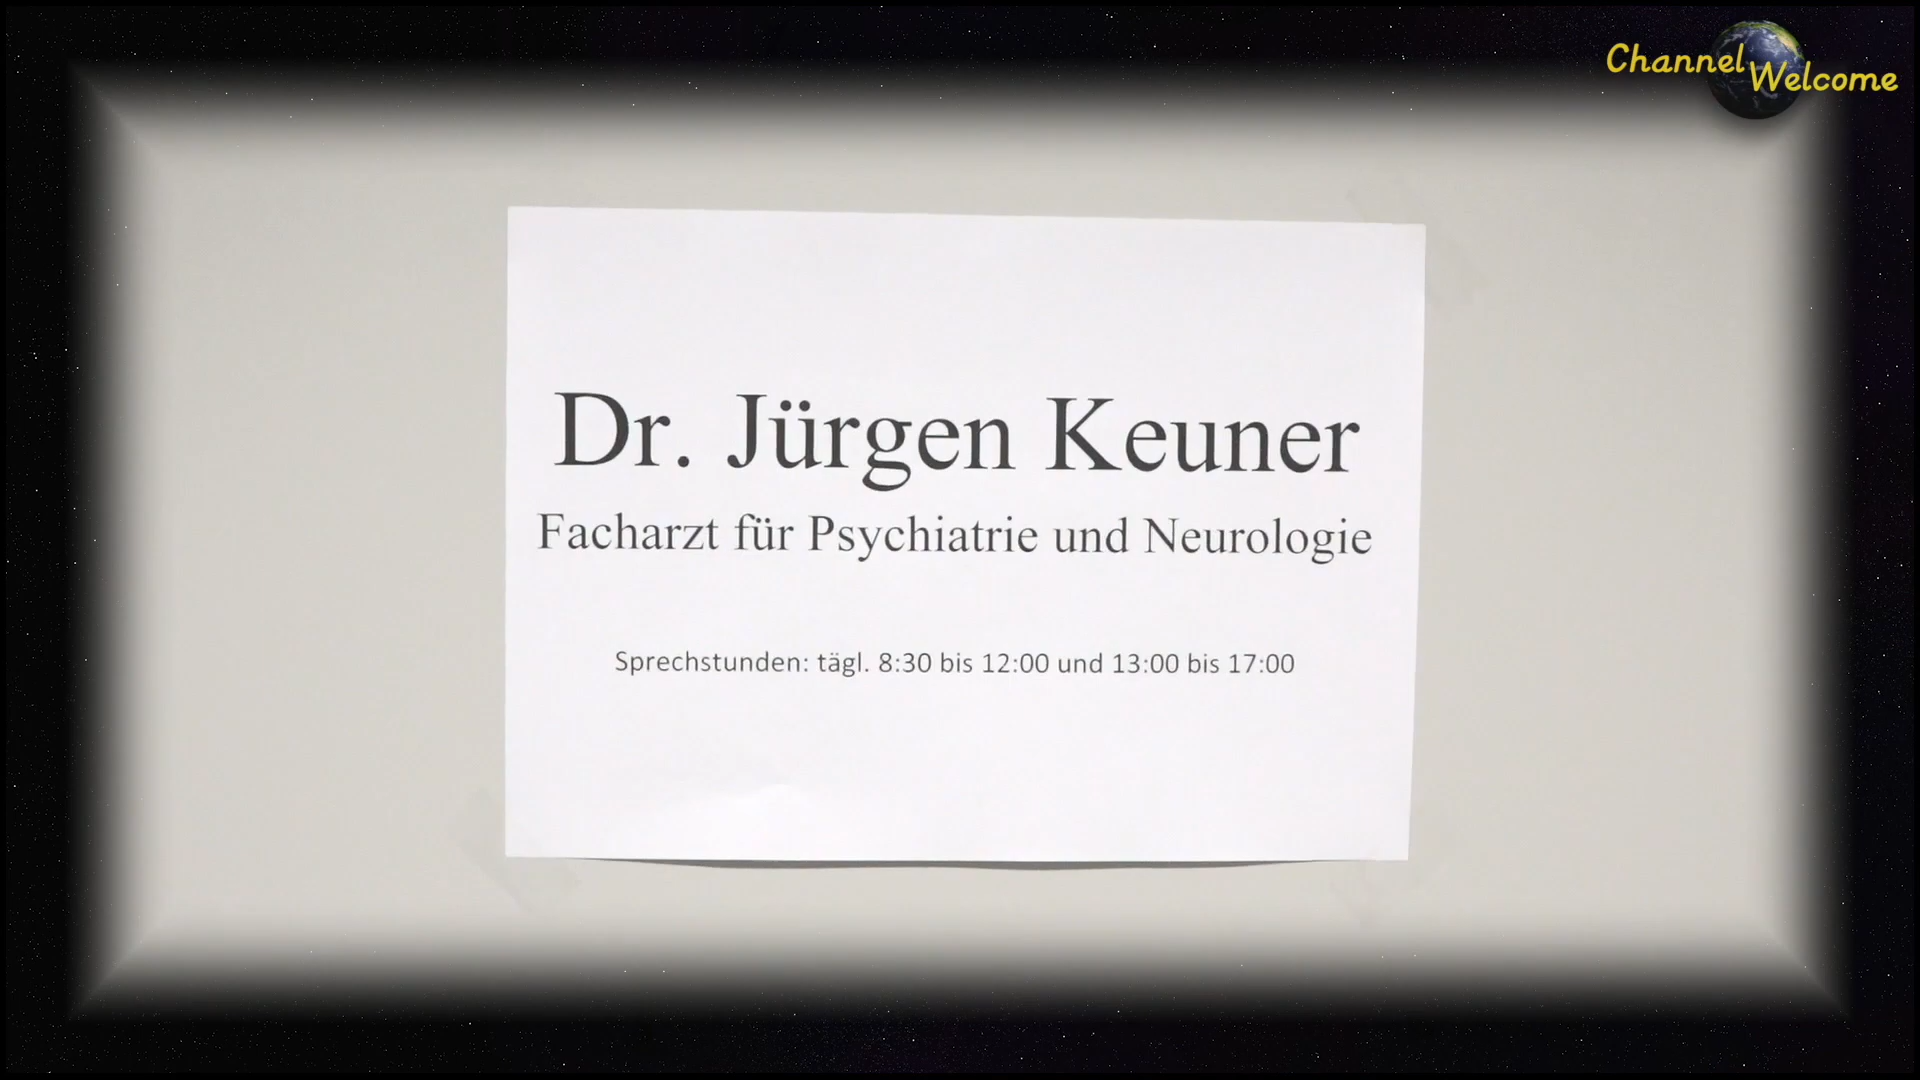 Channel
Welcome
Dr. Jürgen Keuner
Facharzt für Psychiatrie und Neurologie
Sprechstunden: tägl. 8:30 bis 12:00 und 13:00 bis 17:00